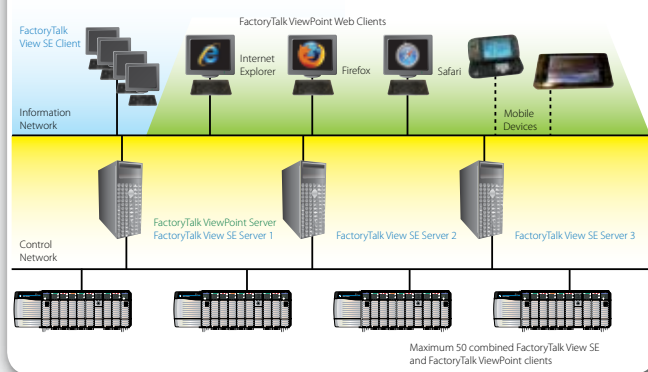 FactoryTalk ViewPoint Web Clients
FactoryTalk
View SE Client
Internet
Explorer
Firefox
Safari
Information
Network
Mobile
Devices
FactoryTalk ViewPoint Server
FactoryTalk View SE Server 1
FactoryTalk View SE Server 2
FactoryTalk View SE Server 3
Control
Network
Maximum 50 combined FactoryTalk View SE
and FactoryTalk ViewPoint clients